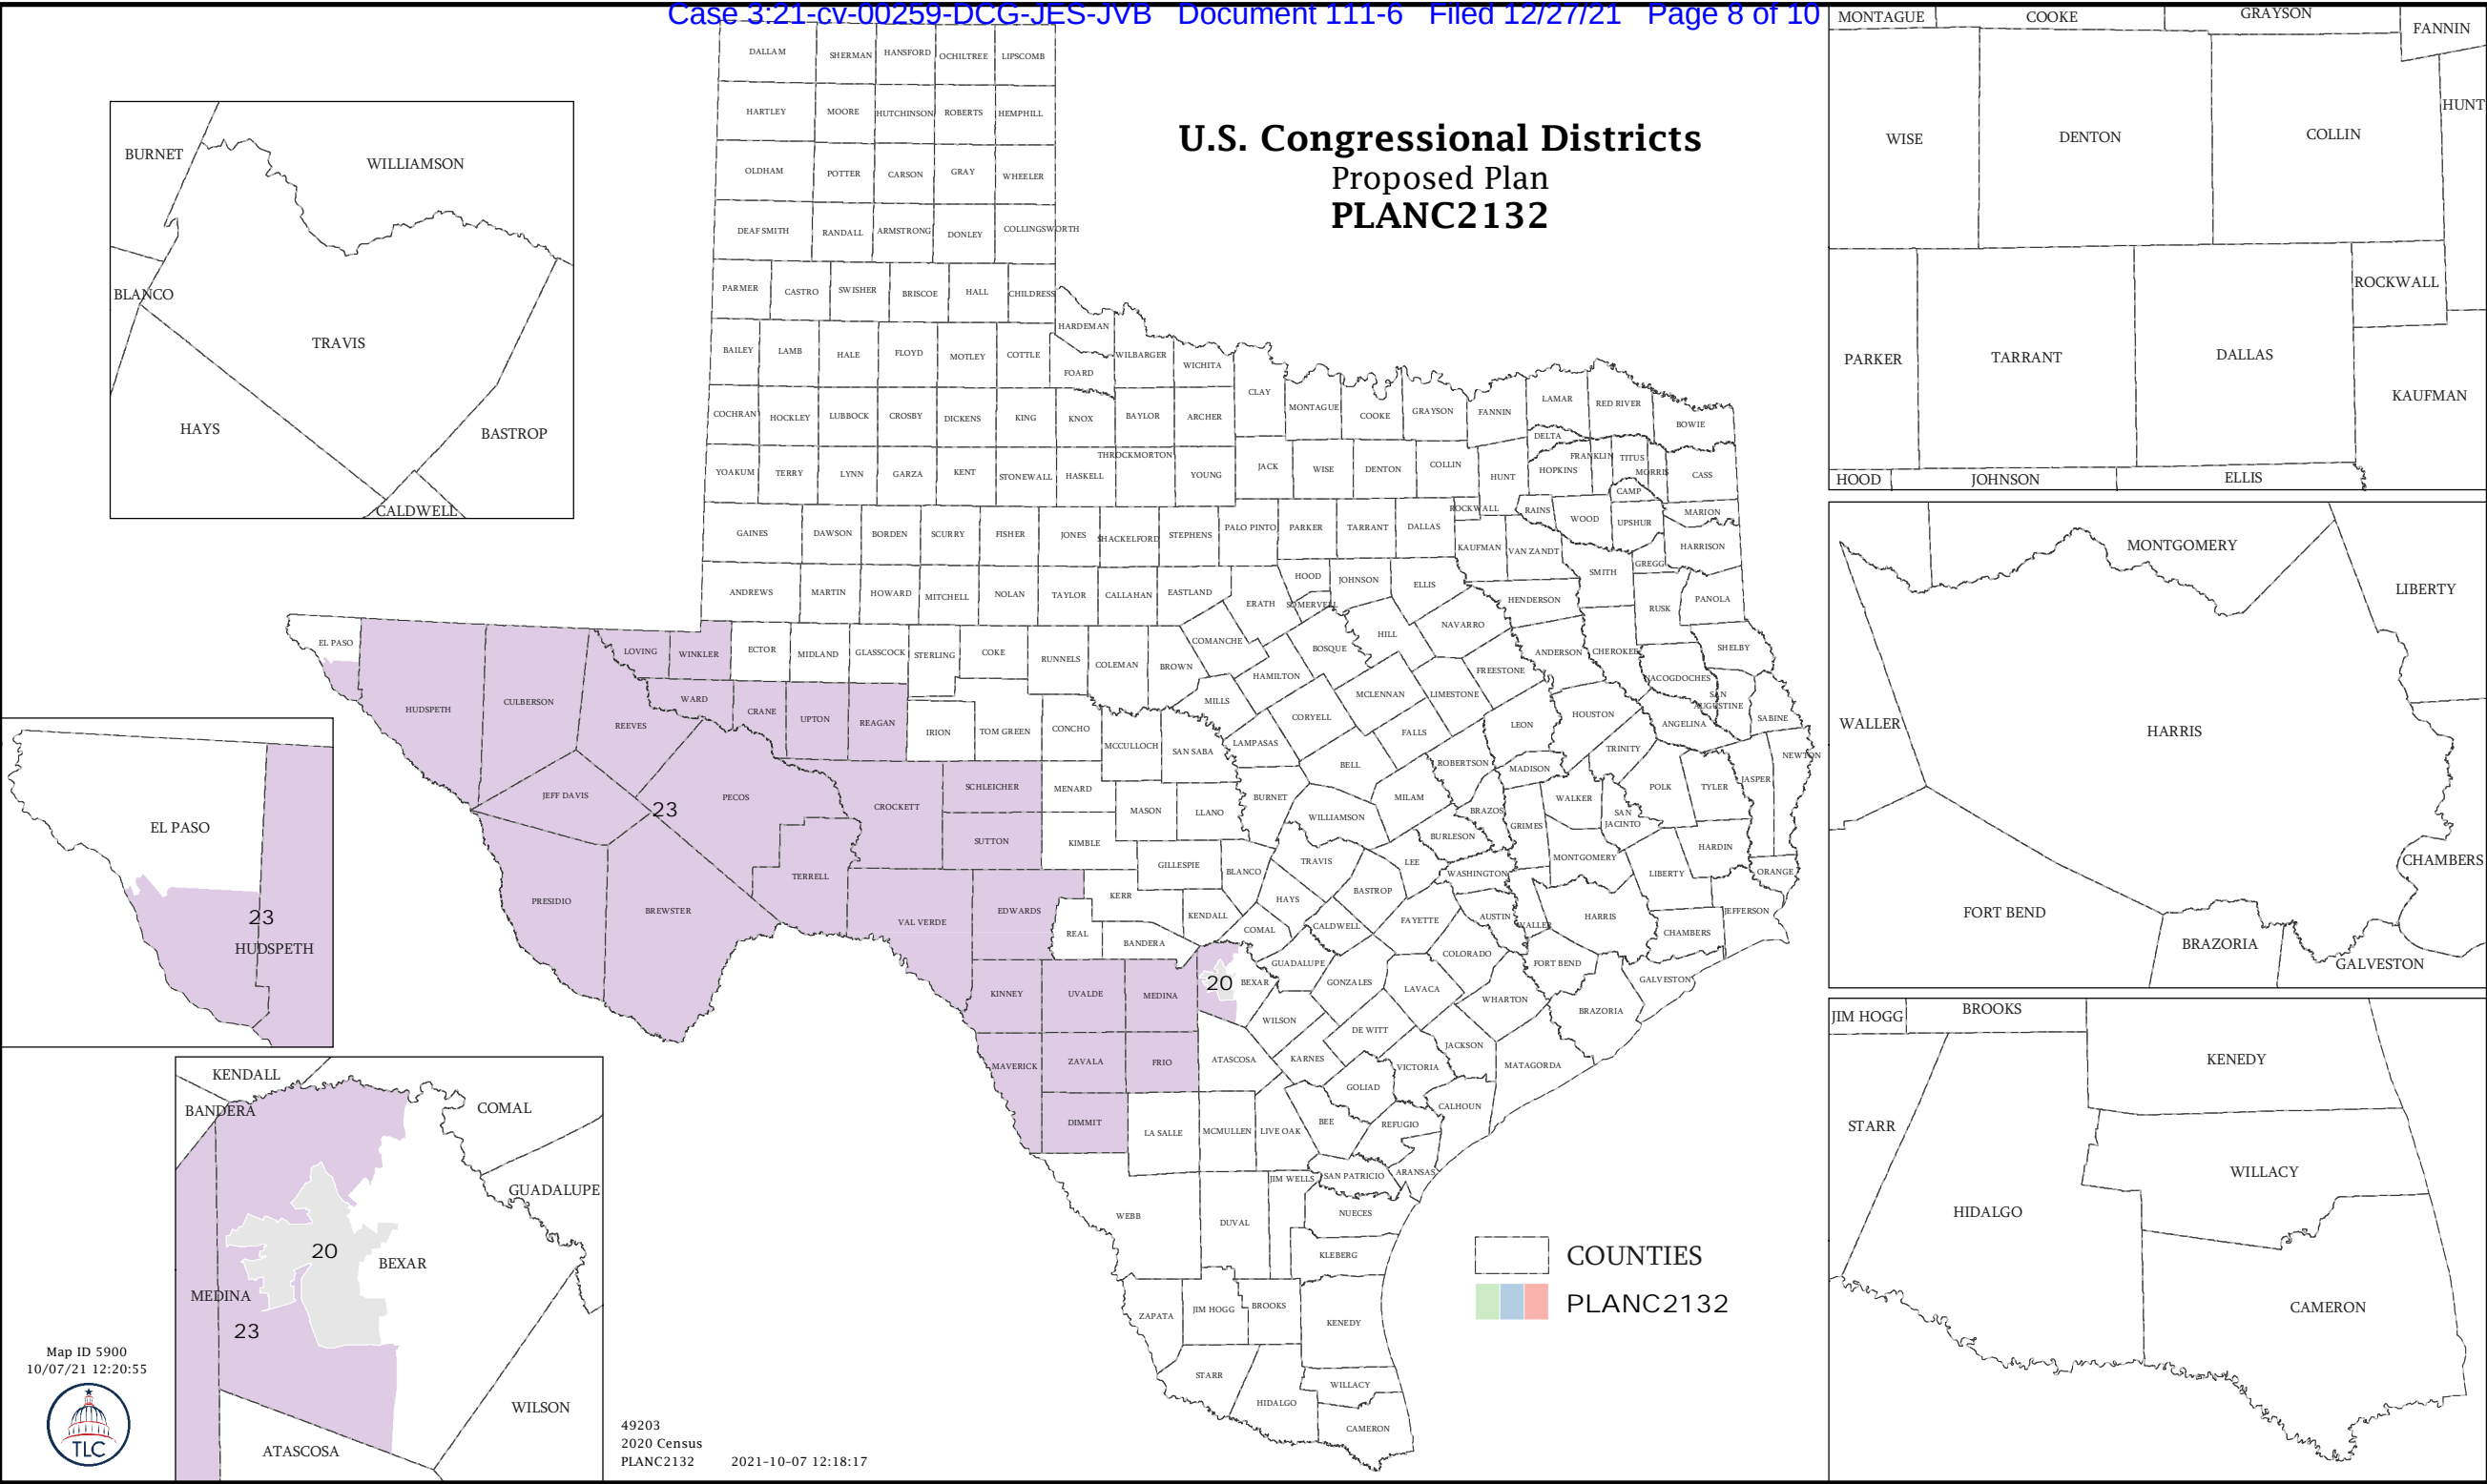 Case 3:21-cv-00259-DCG-JES-JVB Document 111-6 Filed 12/27/21 Page 8 of 10
U.S. Congressional Districts
Proposed Plan
PLANC2132
BURNET
WILLIAMSON
BLANCO
TRAVIS
HAYS
BASTROP
CALDWELL
DALLAM SHERMAN HANSFORD OCHILTREE LIPSCOMB
HARTLEY MOORE HUTCHINSON ROBERTS HEMPHILL
OLDHAM POTTER CARSON GRAY WHEELER
DEAF SMITH RANDALL ARMSTRONG DONLEY COLLINGSWORTH
PARMER CASTRO SWISHER BRISCOE HALL CHILDRESS
HARDEMAN
BAILEY LAMB HALE FLOYD MOTLEY COTTLE FOARD WILBARGER WICHITA
CLAY MONTAGUE COOKE GRAYSON FANNIN LAMAR RED RIVER BOWIE
COCHRAN HOCKLEY LUBBOCK CROSBY DICKENS KING KNOX BAYLOR ARCHER
DELTA
YOAKUM TERRY LYNN GARZA KENT STONEWALL HASKELL THROCKMORTON YOUNG JACK WISE DENTON COLLIN HUNT HOPKINS FRANKLIN TITUS MORRIS CASS
CAMP
GAINES DAWSON BORDEN SCURRY FISHER JONES SHACKELFORD STEPHENS PALO PINTO PARKER TARRANT DALLAS ROCKWALL RAINS WOOD UPSHUR MARION
KAUFMAN VAN ZANDT HARRISON
SMITH GREGG
ANDREWS MARTIN HOWARD MITCHELL NOLAN TAYLOR CALLAHAN EASTLAND ERATH HOOD SOMERVELL JOHNSON ELLIS HENDERSON RUSK PANOLA
EL PASO HUDSPETH CULBERSON REEVES LOVING WINKLER ECTOR MIDLAND GLASSCOCK STERLING COKE RUNNELS COLEMAN BROWN COMANCHE HAMILTON BOSQUE HILL NAVARRO FREESTONE ANDERSON CHEROKEE SHELBY
NACOGDOCHES
SAN
AUGUSTINE
SABINE
WARD CRANE UPTON REAGAN IRION TOM GREEN CONCHO MCCULLOCH SAN SABA MILLS LAMPASAS CORYELL MCLENNAN LIMESTONE FALLS LEON HOUSTON ANGELINA TRINITY NEWTON
JEFF DAVIS 23 PECOS CROCKETT SCHLEICHER MENARD MASON LLANO BURNET BELL MILAM ROBERTSON MADISON WALKER POLK TYLER JASPER
SUTTON KIMBLE WILLIAMSON BURLESON BRAZOS GRIMES
SAN
JACINTO
HARDIN
PRESIDIO BREWSTER TERRELL VAL VERDE EDWARDS KERR GILLESPIE BLANCO TRAVIS LEE WASHINGTON MONTGOMERY LIBERTY ORANGE
REAL BANDERA KENDALL HAYS COMAL BASTROP CALDWELL FAYETTE AUSTIN WALLER HARRIS CHAMBERS JEFFERSON
KINNEY UVALDE MEDINA 20 BEXAR GUADALUPE GONZALES LAVACA COLORADO FORT BEND GALVESTON
WILSON DE WITT WHARTON BRAZORIA
MAVERICK ZAVALA FRIO ATASCOSA KARNES GOLIAD VICTORIA JACKSON MATAGORDA
DIMMIT LA SALLE MCMULLEN LIVE OAK BEE REFUGIO CALHOUN
JIM WELLS SAN PATRICIO ARANSAS
WEBB DUVAL NUECES
KLEBERG
ZAPATA JIM HOGG BROOKS KENEDY
STARR HIDALGO WILLACY
CAMERON
EL PASO
23
HUDSPETH
KENDALL
BANDERA
COMAL
GUADALUPE
20
BEXAR
MEDINA
23
WILSON
ATASCOSA
Map ID 5900
10/07/21 12:20:55
TLC
49203
2020 Census
PLANC2132 2021-10-07 12:18:17
COUNTIES
PLANC2132
MONTAGUE COOKE GRAYSON FANNIN
HUNT
WISE DENTON COLLIN
ROCKWALL
PARKER TARRANT DALLAS
KAUFMAN
HOOD JOHNSON ELLIS
MONTGOMERY
LIBERTY
WALLER HARRIS
CHAMBERS
FORT BEND
BRAZORIA
GALVESTON
JIM HOGG BROOKS
KENEDY
STARR
WILLACY
HIDALGO
CAMERON